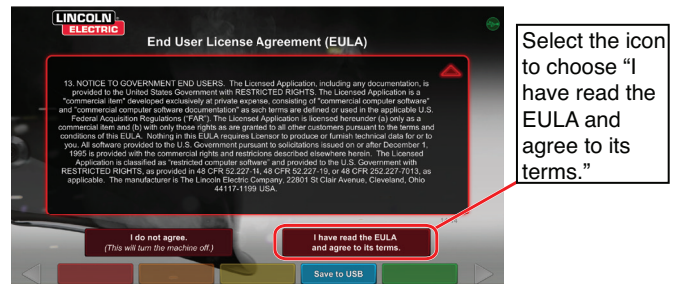 LINCOLN
ELECTRIC
End User License Agreement (EULA)
13. NOTICE TO GOVERNMENT END USERS. The Licensed Application, including any documentation, is
provided to the United States Government with RESTRICTED RIGHTS. The Licensed Application is a
"commercial item" developed exclusively at private expense, consisting of "commercial computer software"
and "commercial computer software documentation" as such terms are defined or used in the applicable U.S.
Federal Acquisition Regulations ("FAR"). The Licensed Application is licensed hereunder (a) only as a
commercial item and (b) with only those rights as are granted to all other customers pursuant to the terms and
conditions of this EULA. Nothing in this EULA requires Licensor to produce or furnish technical data for or to
you. All software provided to the U.S. Government pursuant to solicitations issued on or after December 1,
1995 is provided with the commercial rights and restricions described elsewhere herein. The Licensed
Application is classified as "restricted computer software" and provided to the U.S. Government with
RESTRICTED RIGHTS, as provided in 48 CFR 52.227-14, 48 CFR 52.227-19, or 48 CFR 252.227-7013, as
applicable. The manufacturer is The Lincoln Electric Company, 22801 St Clair Avenue, Cleveland, Ohio
44117-1199 USA.
I do not agree.
(This will turn the machine off.)
I have read the EULA
and agree to its terms.
Save to USB
Select the icon
to choose “I
have read the
EULA and
agree to its
terms.”